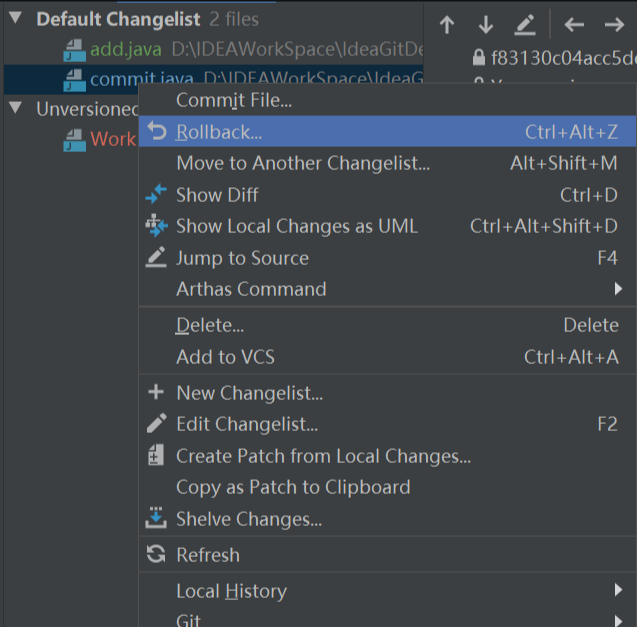 Default Changelist 2 files
add.java D:\IDEAWorkSpace\IdeaGitDe
commit.java D:\IDEAWorkSpace\IdeaG
f83130c04acc5de
Unversioned
Work
Commit File...
Rollback... Ctrl+Alt+Z
Move to Another Changelist... Alt+Shift+M
Show Diff Ctrl+D
Show Local Changes as UML Ctrl+Alt+Shift+D
Jump to Source F4
Arthas Command
Delete... Delete
Add to VCS Ctrl+Alt+A
New Changelist...
Edit Changelist... F2
Create Patch from Local Changes...
Copy as Patch to Clipboard
Shelve Changes...
Refresh
Local History
Git